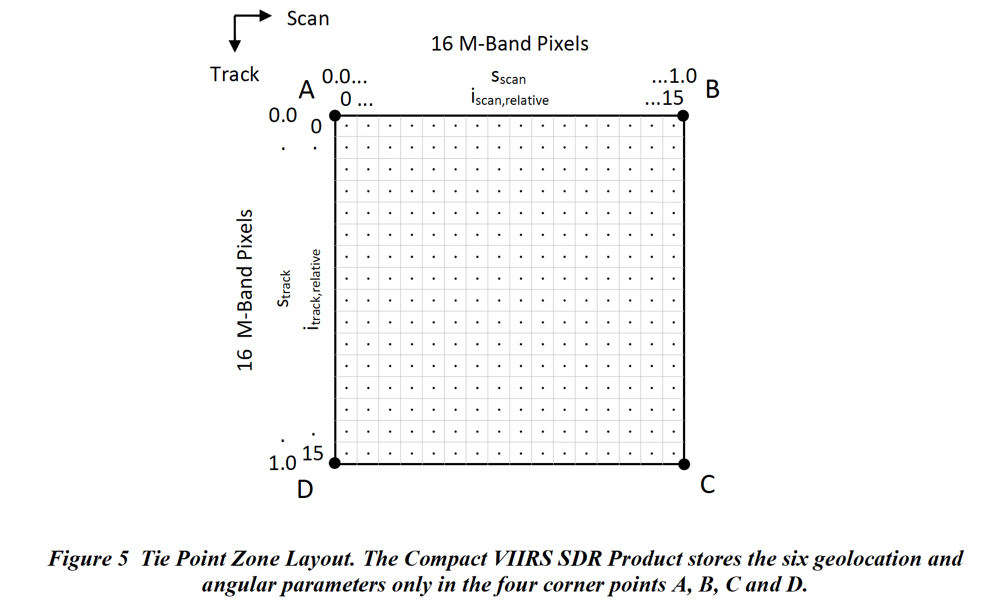 Scan
Track
16 M-Band Pixels
A
0.0...
s_scan
...1.0
B
0 ...
i_scan,relative
...15
0.0
0
.
.
16 M-Band Pixels
s_track
i_track,relative
.
.
1.0
15
D
C
Figure 5 Tie Point Zone Layout. The Compact VIIRS SDR Product stores the six geolocation and
angular parameters only in the four corner points A, B, C and D.